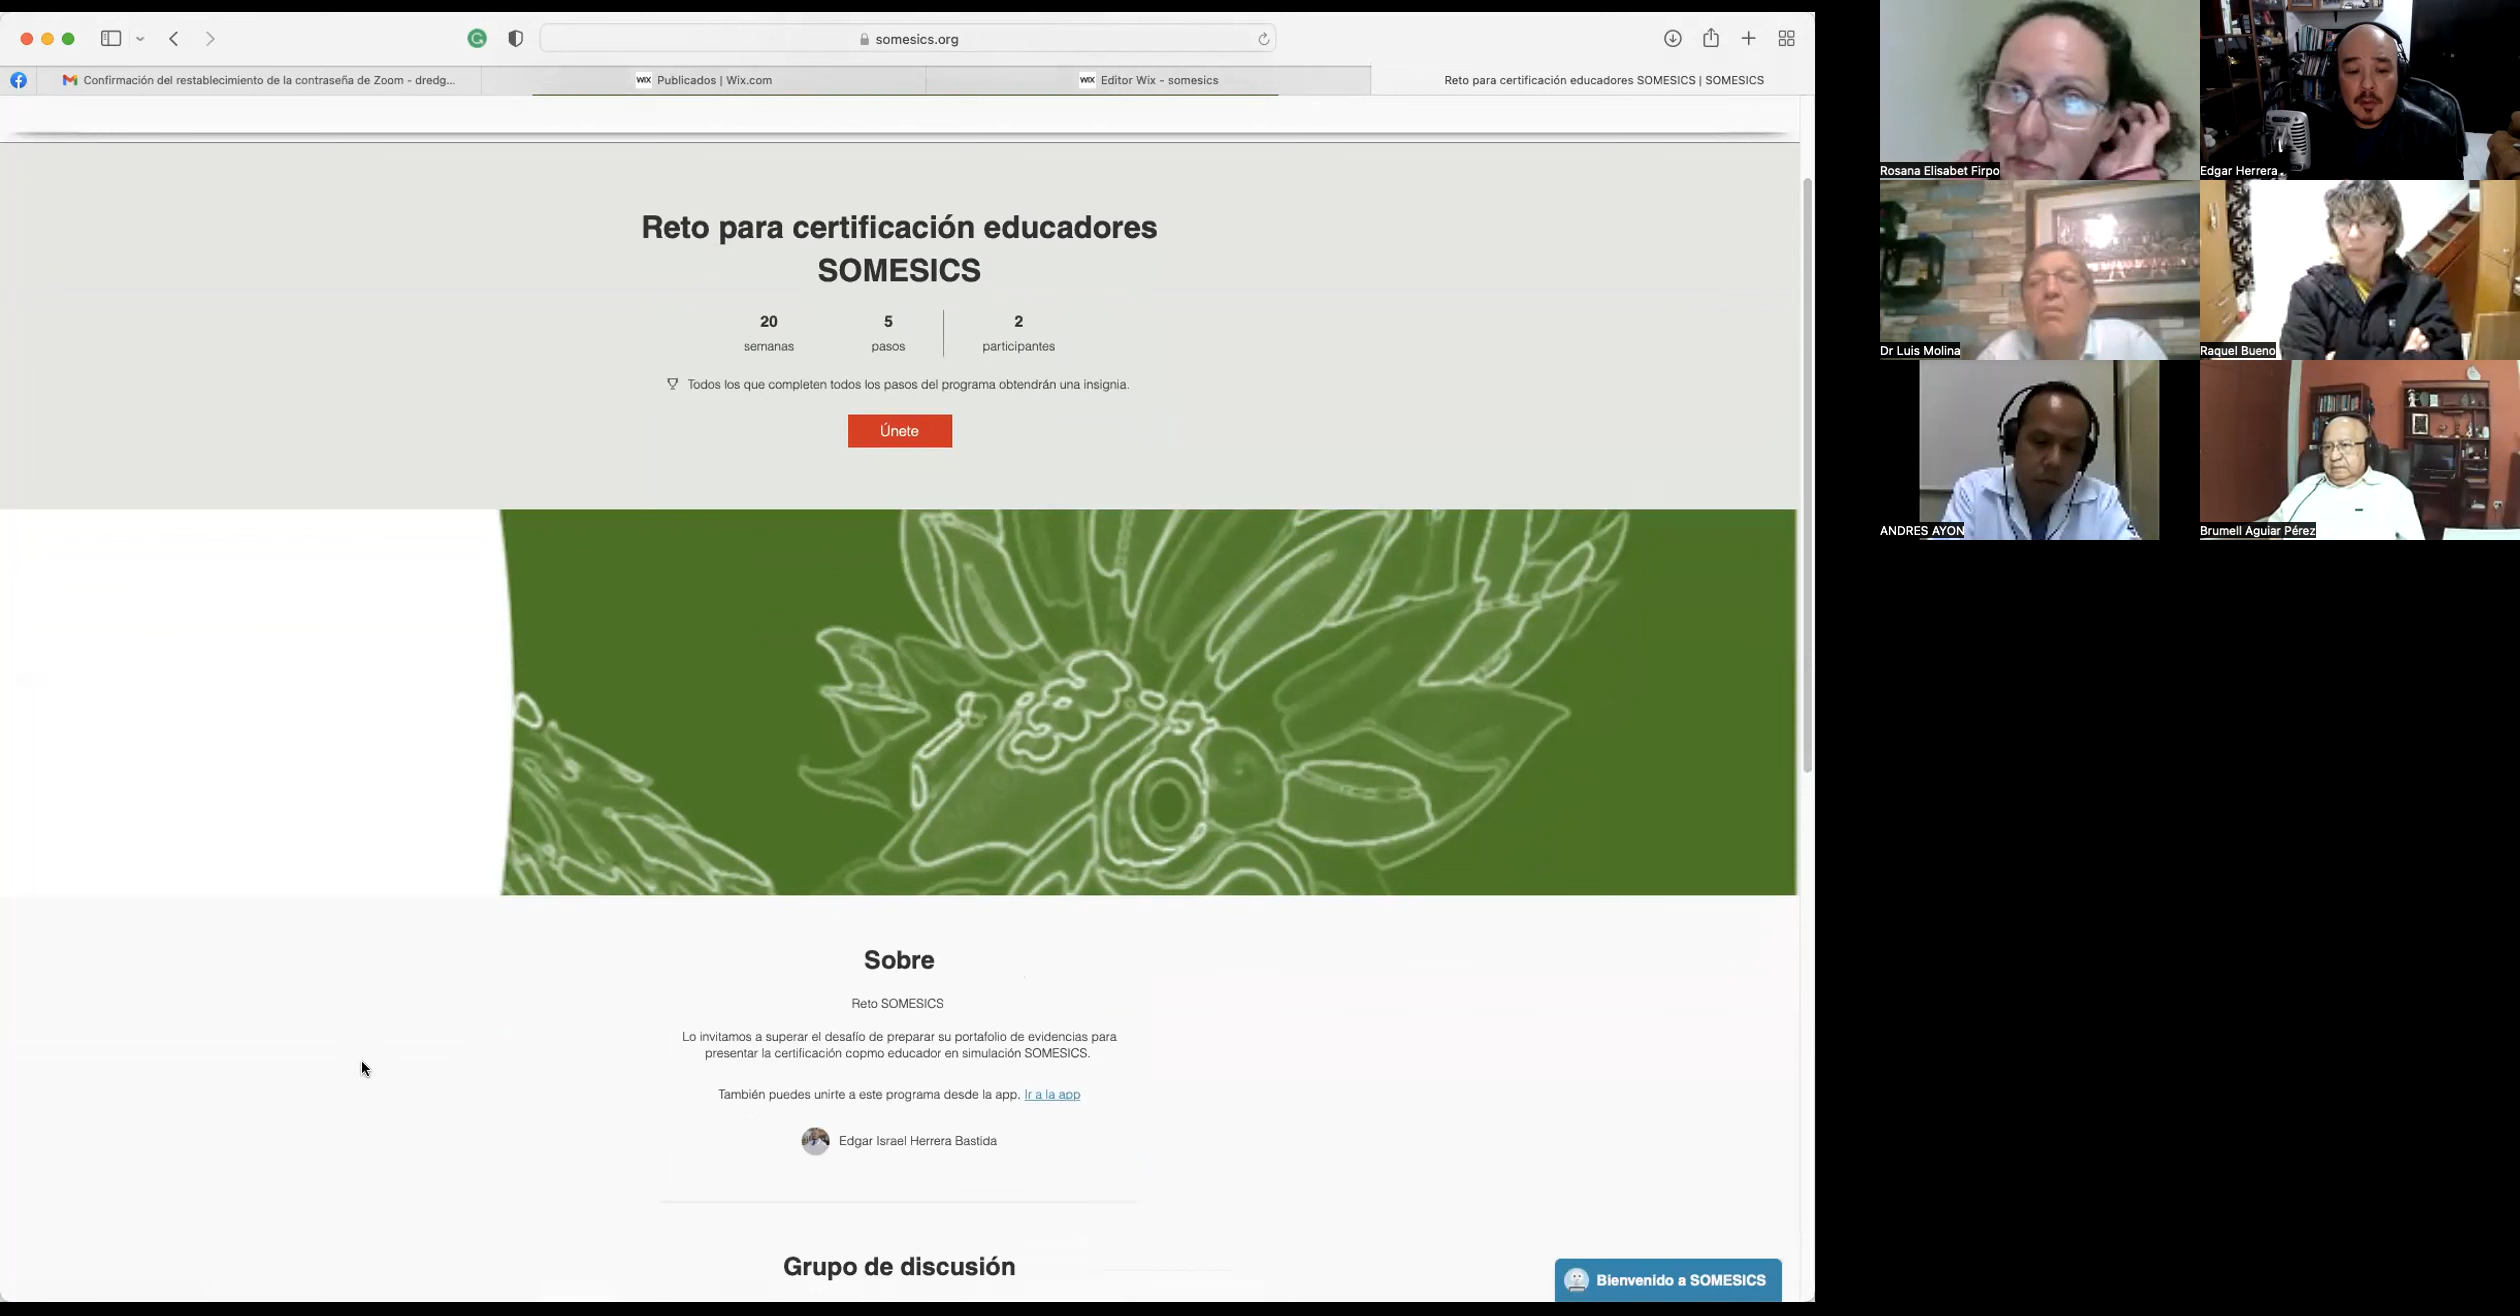 somesics.org
Confirmación del restablecimiento de la contraseña de Zoom - dredg...
WIX Publicados | Wix.com
WIX Editor Wix - somesics
Reto para certificación educadores SOMESICS | SOMESICS
Reto para certificación educadores
SOMESICS
20
semanas
5
pasos
2
participantes
Todos los que completen todos los pasos del programa obtendrán una insignia.
Únete
Sobre
Reto SOMESICS
Lo invitamos a superar el desafío de preparar su portafolio de evidencias para
presentar la certificación copmo educador en simulación SOMESICS.
También puedes unirte a este programa desde la app. Ir a la app
Edgar Israel Herrera Bastida
Grupo de discusión
Bienvenido a SOMESICS
Rosana Elisabet Firpo
Edgar Herrera .
Dr Luis Molina
Raquel Bueno
ANDRES AYON
Brumell Aguiar Pérez